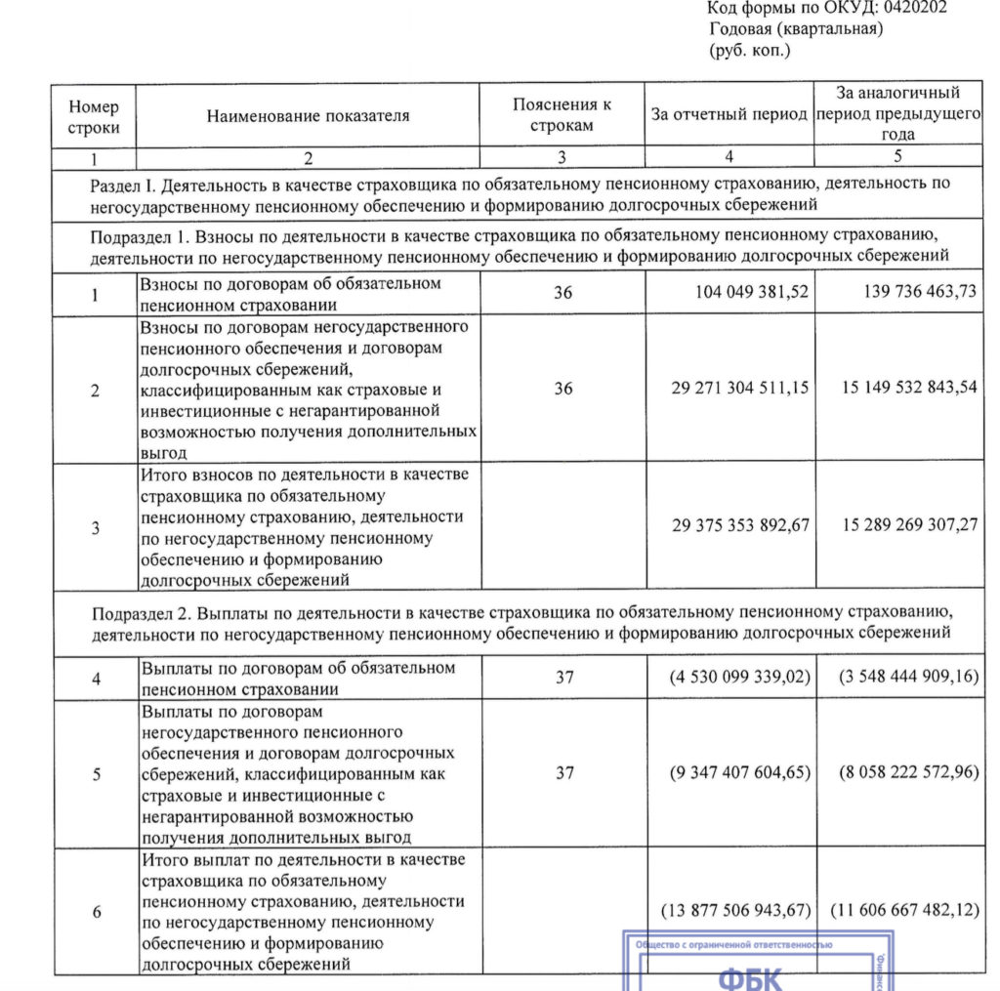 Код формы по ОКУД: 0420202
Годовая (квартальная)
(руб. коп.)
Номер строки
Наименование показателя
Пояснения к строкам
За отчетный период
За аналогичный период предыдущего года
1
2
3
4
5
Раздел I. Деятельность в качестве страховщика по обязательному пенсионному страхованию, деятельность по
негосударственному пенсионному обеспечению и формированию долгосрочных сбережений
Подраздел 1. Взносы по деятельности в качестве страховщика по обязательному пенсионному страхованию,
деятельности по негосударственному пенсионному обеспечению и формированию долгосрочных сбережений
1
Взносы по договорам об обязательном
пенсионном страховании
36
104 049 381,52
139 736 463,73
2
Взносы по договорам негосударственного
пенсионного обеспечения и договорам
долгосрочных сбережений,
классифицированным как страховые и
инвестиционные с негарантированной
возможностью получения дополнительных
выгод
36
29 271 304 511,15
15 149 532 843,54
3
Итого взносов по деятельности в качестве
страховщика по обязательному
пенсионному страхованию, деятельности
по негосударственному пенсионному
обеспечению и формированию
долгосрочных сбережений
29 375 353 892,67
15 289 269 307,27
Подраздел 2. Выплаты по деятельности в качестве страховщика по обязательному пенсионному страхованию,
деятельности по негосударственному пенсионному обеспечению и формированию долгосрочных сбережений
4
Выплаты по договорам об обязательном
пенсионном страховании
37
(4 530 099 339,02)
(3 548 444 909,16)
5
Выплаты по договорам
негосударственного пенсионного
обеспечения и договорам долгосрочных
сбережений, классифицированным как
страховые и инвестиционные с
негарантированной возможностью
получения дополнительных выгод
37
(9 347 407 604,65)
(8 058 222 572,96)
6
Итого выплат по деятельности в качестве
страховщика по обязательному
пенсионному страхованию, деятельности
по негосударственному пенсионному
обеспечению и формированию
долгосрочных сбережений
(13 877 506 943,67)
(11 606 667 482,12)
Общество с ограниченной ответственностью
ФБК